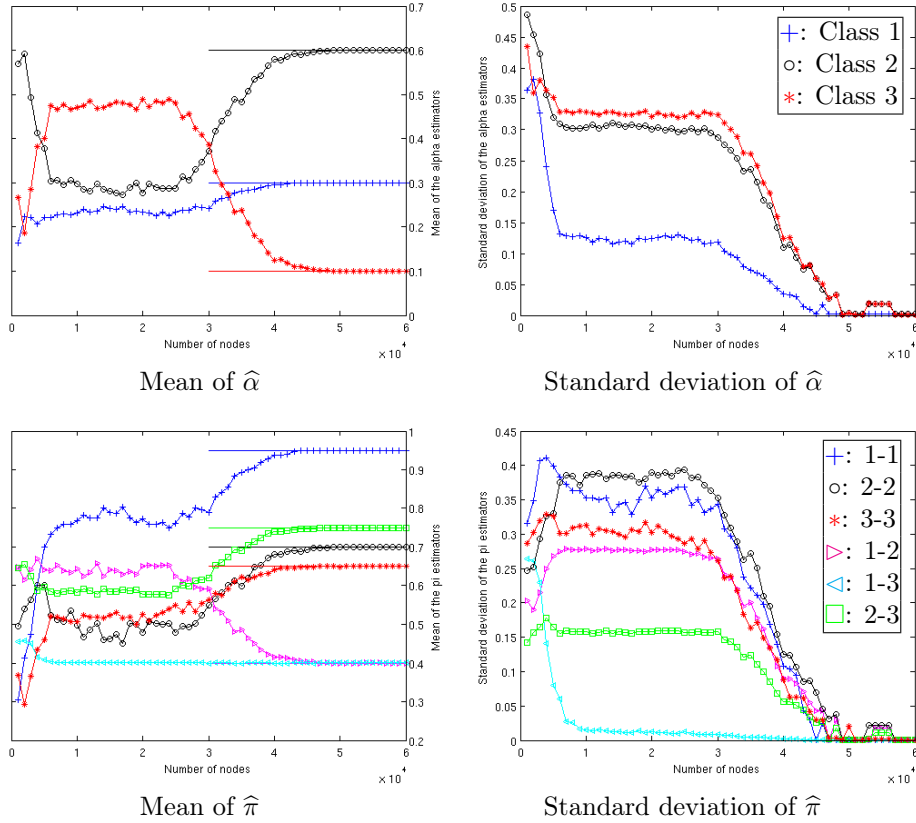 0.7
0.6
0.5
0.4
0.3
0.2
0.1
0
Mean of the alpha estimators
0 1 2 3 4 5 6
Number of nodes
× 10⁴
Mean of α̂
0.5
0.45
0.4
0.35
0.3
0.25
0.2
0.15
0.1
0.05
0
Standard deviation of the alpha estimators
+: Class 1
○: Class 2
*: Class 3
0 1 2 3 4 5 6
Number of nodes
× 10⁴
Standard deviation of α̂
1
0.9
0.8
0.7
0.6
0.5
0.4
0.3
0.2
Mean of the pi estimators
0 1 2 3 4 5 6
Number of nodes
× 10⁴
Mean of π̂
0.45
0.4
0.35
0.3
0.25
0.2
0.15
0.1
0.05
0
Standard deviation of the pi estimators
+: 1-1
○: 2-2
*: 3-3
▷: 1-2
◁: 1-3
□: 2-3
0 1 2 3 4 5 6
Number of nodes
× 10⁴
Standard deviation of π̂